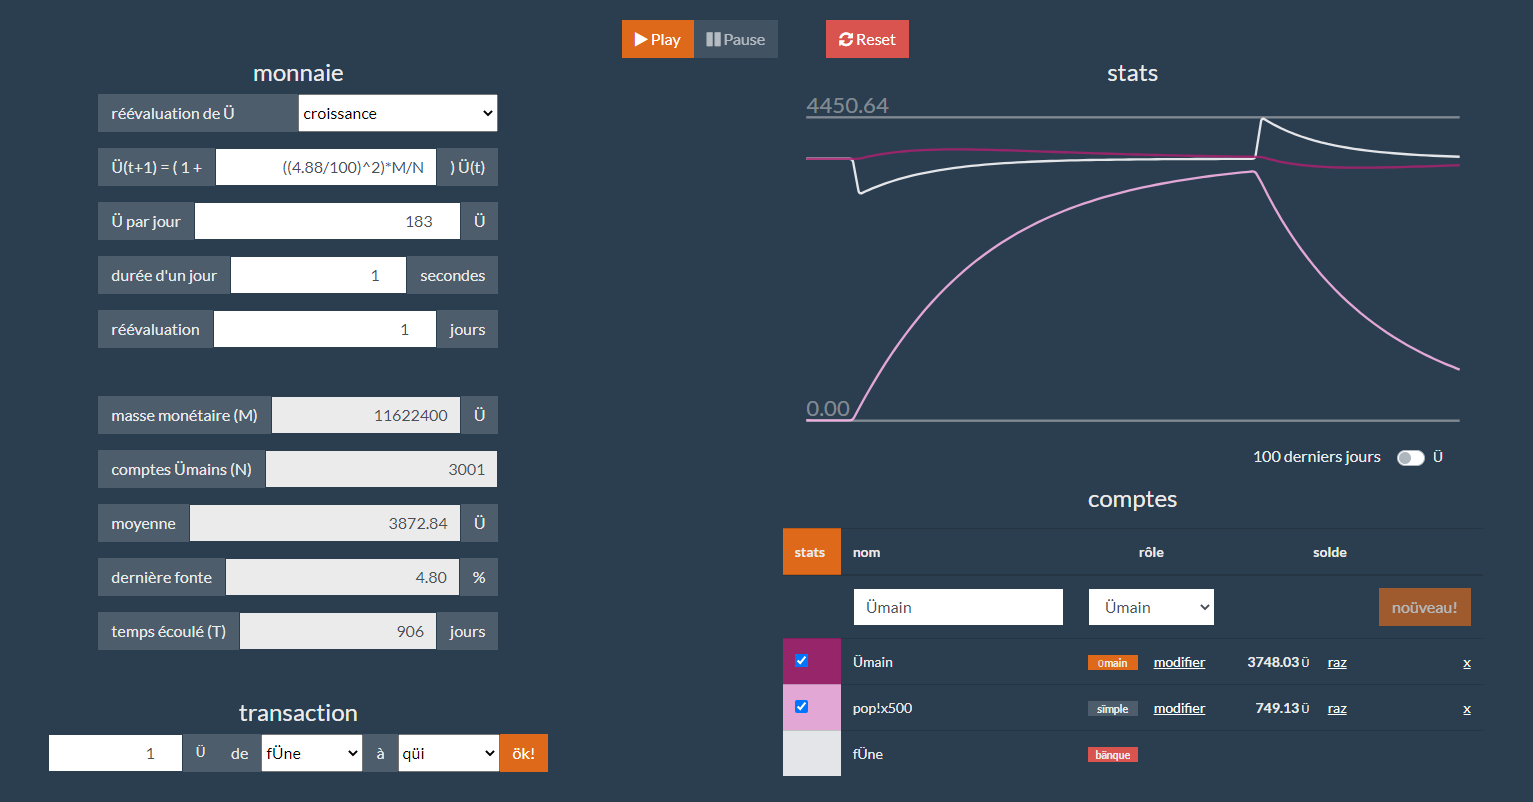 Play
Pause
Reset
monnaie
réévaluation de Ü croissance
Ü(t+1) = ( 1 + ((4.88/100)^2)*M/N ) Ü(t)
Ü par jour 183 Ü
durée d'un jour 1 secondes
réévaluation 1 jours
masse monétaire (M) 11622400 Ü
comptes Ümains (N) 3001
moyenne 3872.84 Ü
dernière fonte 4.80 %
temps écoulé (T) 906 jours
transaction
1 Ü de fÜne à qüi ök!
stats
4450.64
0.00
100 derniers jours Ü
comptes
stats nom rôle solde
Ümain Ümain noüveau!
Ümain ümain modifier 3748.03 Ü raz x
pop!x500 sïmple modifier 749.13 Ü raz x
fÜne bänque